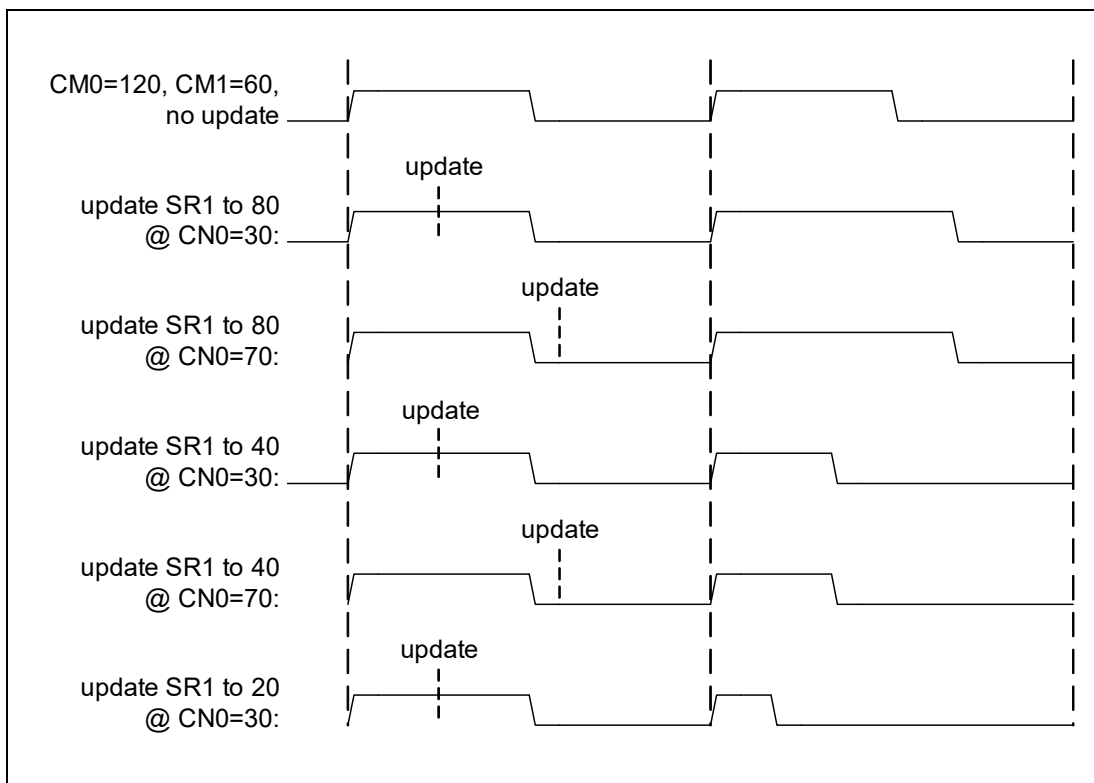 CM0=120, CM1=60,
no update
update
update SR1 to 80
@ CN0=30:
update
update SR1 to 80
@ CN0=70:
update
update SR1 to 40
@ CN0=30:
update
update SR1 to 40
@ CN0=70:
update
update SR1 to 20
@ CN0=30: